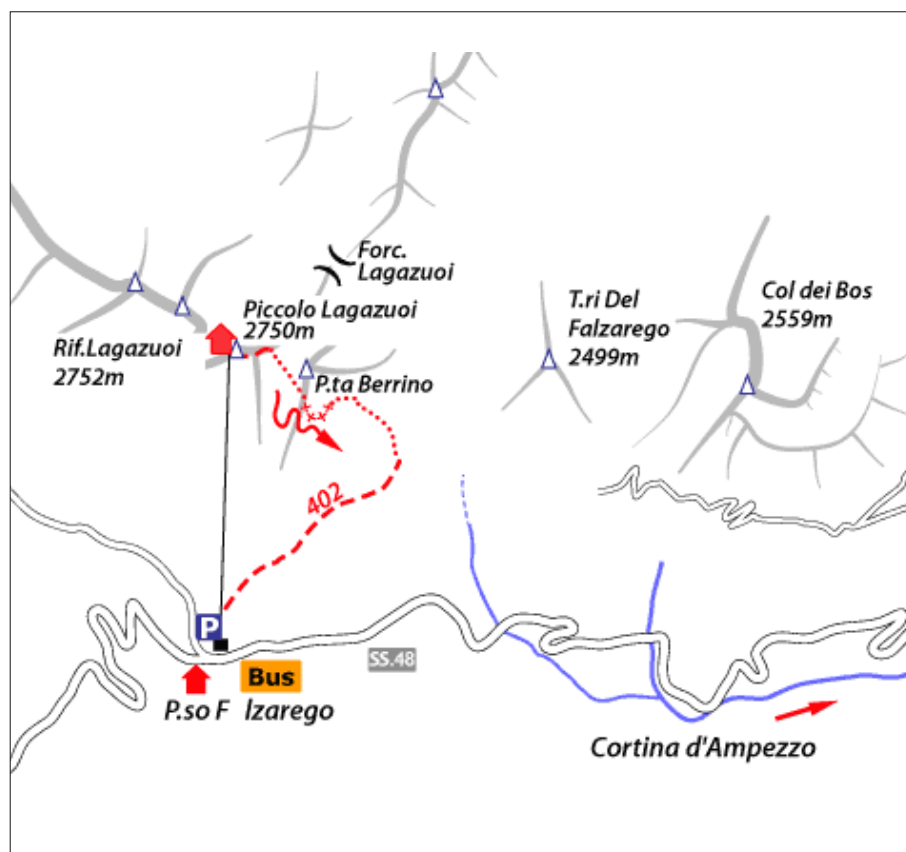 Forc.
Lagazuoi
Piccolo Lagazuoi
2750m
Rif.Lagazuoi
2752m
P.ta Berrino
T.ri Del
Falzarego
2499m
Col dei Bos
2559m
402
P
Bus
SS.48
P.so F lzarego
Cortina d'Ampezzo